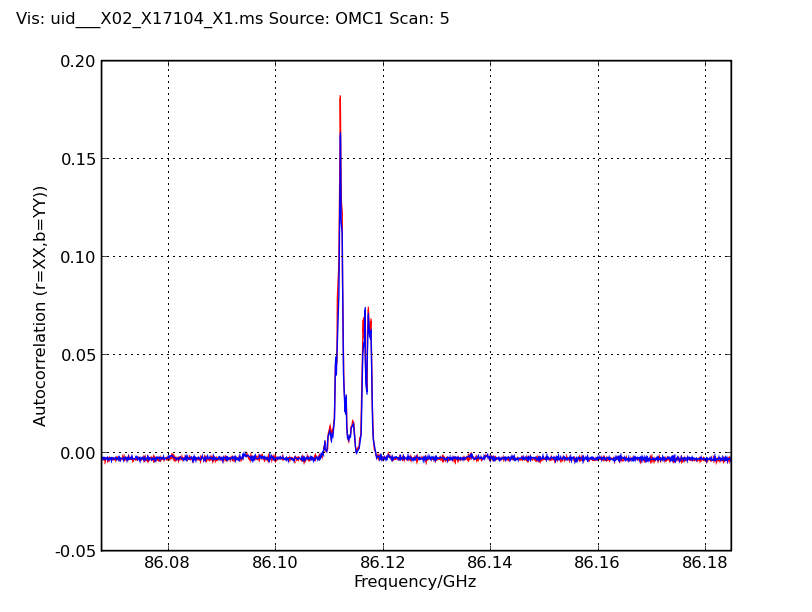 Vis: uid___X02_X17104_X1.ms Source: OMC1 Scan: 5
0.20
0.15
0.10
0.05
0.00
-0.05
Autocorrelation (r=XX,b=YY))
86.08 86.10 86.12 86.14 86.16 86.18
Frequency/GHz